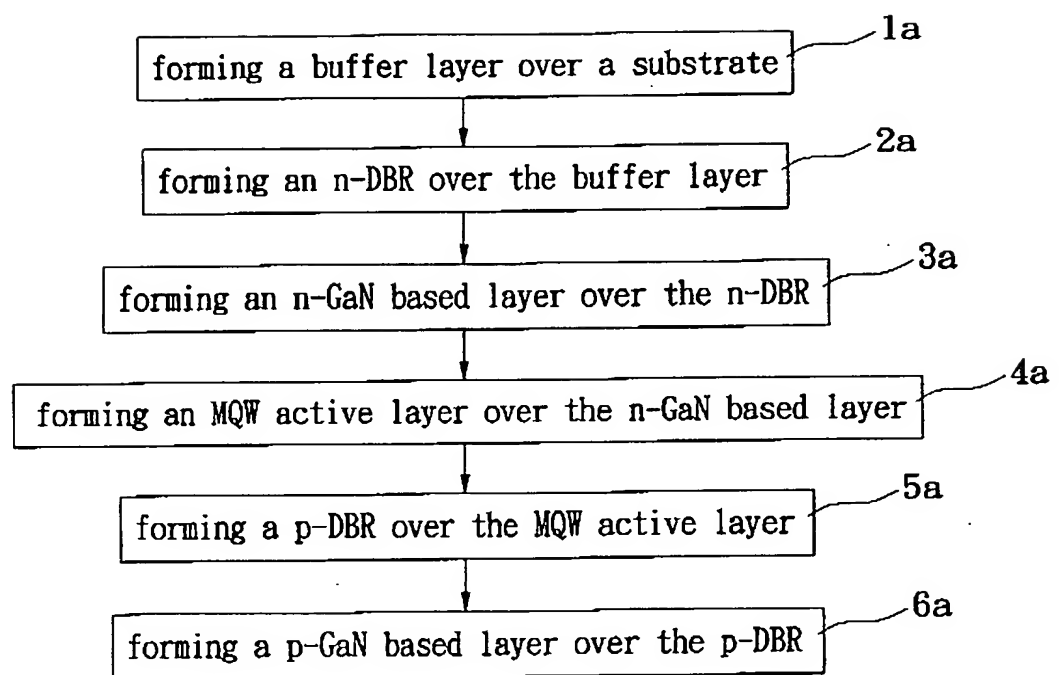 1a
forming a buffer layer over a substrate
2a
forming an n-DBR over the buffer layer
3a
forming an n-GaN based layer over the n-DBR
4a
forming an MQW active layer over the n-GaN based layer
5a
forming a p-DBR over the MQW active layer
6a
forming a p-GaN based layer over the p-DBR